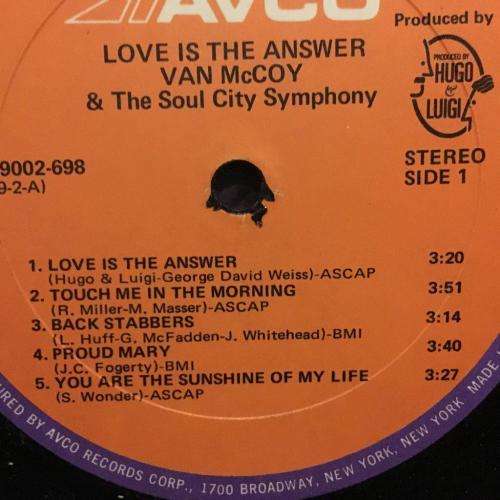 AVCO
Produced by
PRODUCED BY
HUGO
&
LUIGI
LOVE IS THE ANSWER
VAN McCOY
& The Soul City Symphony
9002-698
9-2-A)
STEREO
SIDE 1
1. LOVE IS THE ANSWER 3:20
(Hugo & Luigi-George David Weiss)-ASCAP
2. TOUCH ME IN THE MORNING 3:51
(R. Miller-M. Masser)-ASCAP
3. BACK STABBERS 3:14
(L. Huff-G. McFadden-J. Whitehead)-BMI
4. PROUD MARY 3:40
(J.C. Fogerty)-BMI
5. YOU ARE THE SUNSHINE OF MY LIFE 3:27
(S. Wonder)-ASCAP
URED BY AVCO RECORDS CORP., 1700 BROADWAY, NEW YORK, NEW YORK. MADE